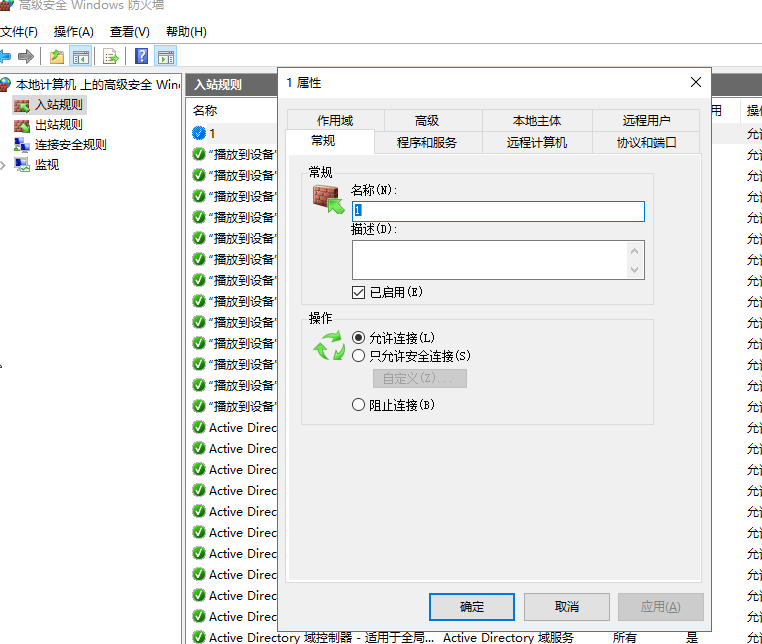 高级安全 Windows 防火墙
文件(F) 操作(A) 查看(V) 帮助(H)
本地计算机 上的高级安全 Win
入站规则
出站规则
连接安全规则
监视
入站规则
名称
用
操
1
允
"播放到设备"
允
"播放到设备"
允
"播放到设备"
允
"播放到设备"
允
"播放到设备"
允
"播放到设备"
允
"播放到设备"
允
"播放到设备"
允
"播放到设备"
允
"播放到设备"
允
"播放到设备"
允
"播放到设备"
允
"播放到设备"
允
Active Direc
允
Active Direc
允
Active Direc
允
Active Direc
允
Active Direc
允
Active Direc
允
Active Direc
允
Active Direc
允
Active Direc
允
Active Direc
允
Active Directory 域控制器 - 适用于全局... Active Directory 域服务 所有 是 允
1 属性
作用域 高级 本地主体 远程用户
常规 程序和服务 远程计算机 协议和端口
常规
名称(N):
1
描述(D):
已启用(E)
操作
允许连接(L)
只允许安全连接(S)
自定义(Z)...
阻止连接(B)
确定 取消 应用(A)